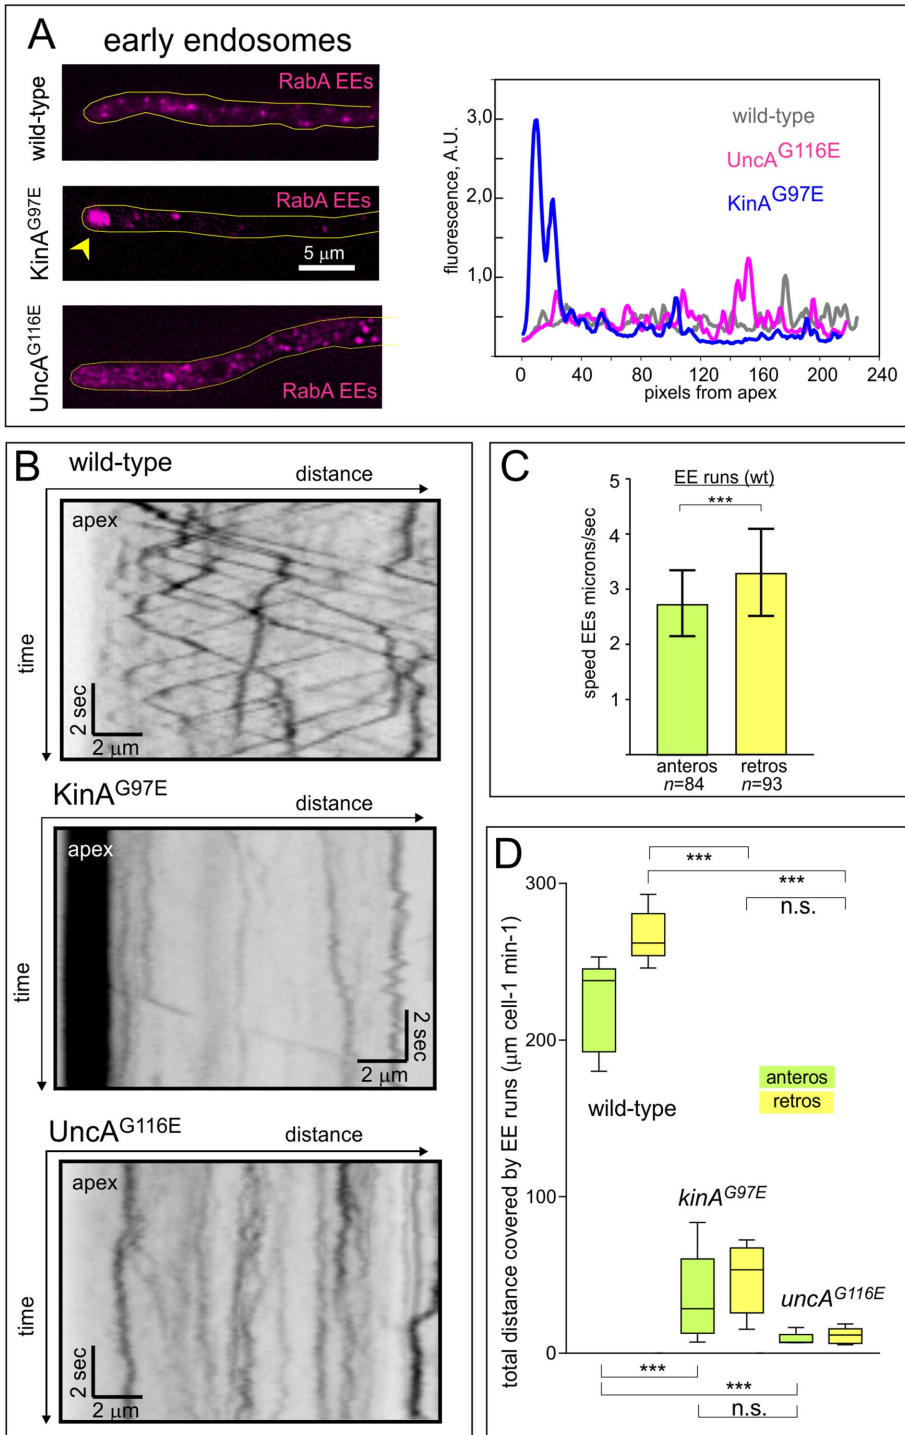 A early endosomes
wild-type
RabA EEs
KinA^G97E
RabA EEs
5 μm
UncA^G116E
RabA EEs
fluorescence, A.U.
3,0
2,0
1,0
wild-type
UncA^G116E
KinA^G97E
0 40 80 120 160 200 240
pixels from apex
B wild-type
distance
apex
time
2 sec
2 μm
KinA^G97E
distance
apex
time
2 sec
2 μm
UncA^G116E
distance
apex
time
2 sec
2 μm
C
EE runs (wt)
***
speed EEs microns/sec
5
4
3
2
1
anteros retros
n=84 n=93
D
***
***
n.s.
total distance covered by EE runs (μm cell-1 min-1)
300
200
100
0
anteros
retros
wild-type
kinA^G97E
uncA^G116E
***
***
n.s.